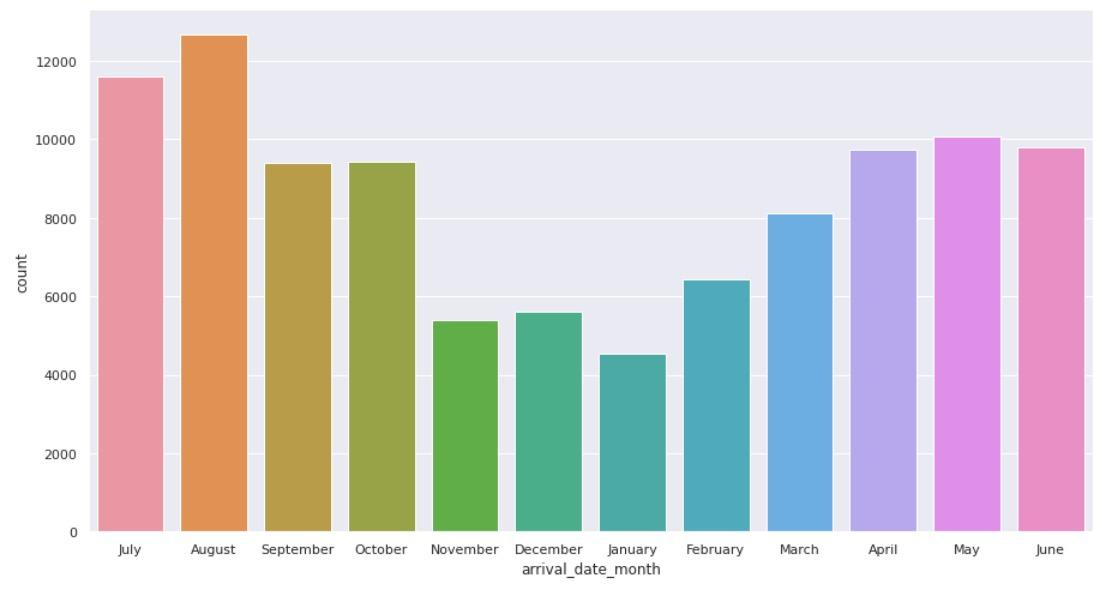 12000
10000
8000
6000
4000
2000
0
count
July August September October November December January February March April May June
arrival_date_month